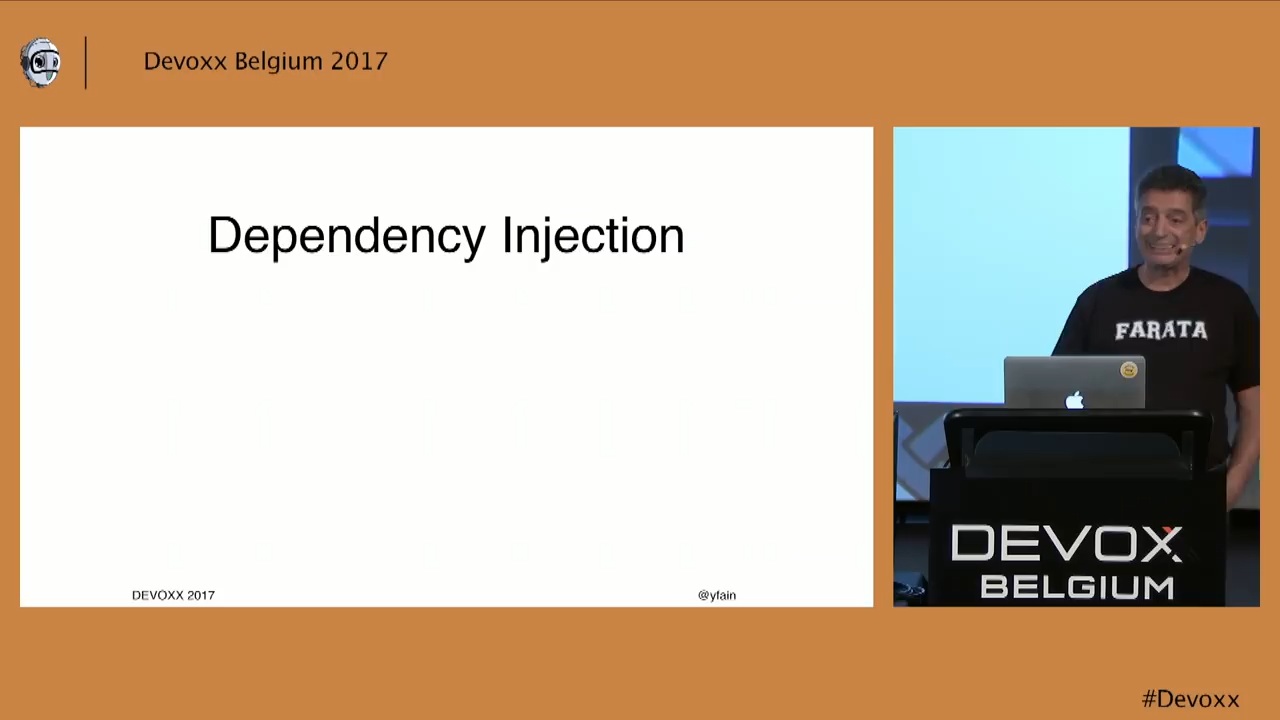 Devoxx Belgium 2017
Dependency Injection
DEVOXX 2017
@yfain
FARATA
DEVOXX
BELGIUM
#Devoxx